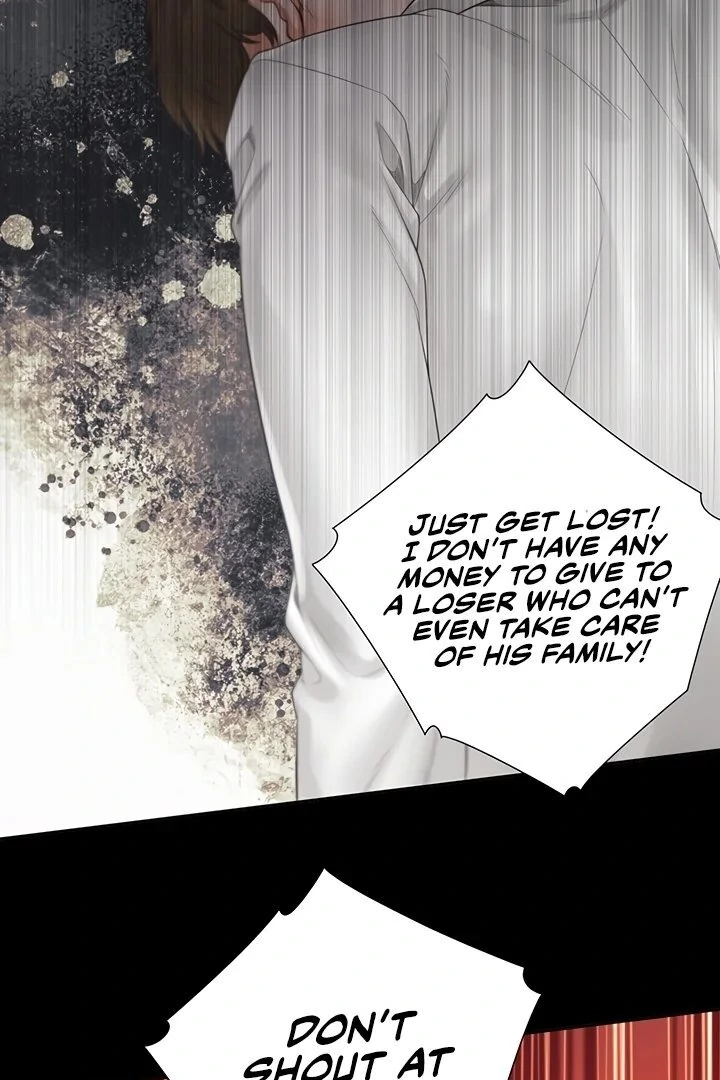 JUST GET LOST!
I DON'T HAVE ANY
MONEY TO GIVE TO
A LOSER WHO CAN'T
EVEN TAKE CARE
OF HIS FAMILY!
DON'T
SHOUT AT